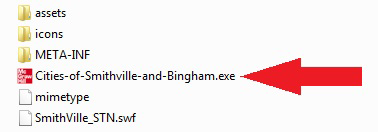 assets
icons
META-INF
Cities-of-Smithville-and-Bingham.exe
mimetype
SmithVille_STN.swf